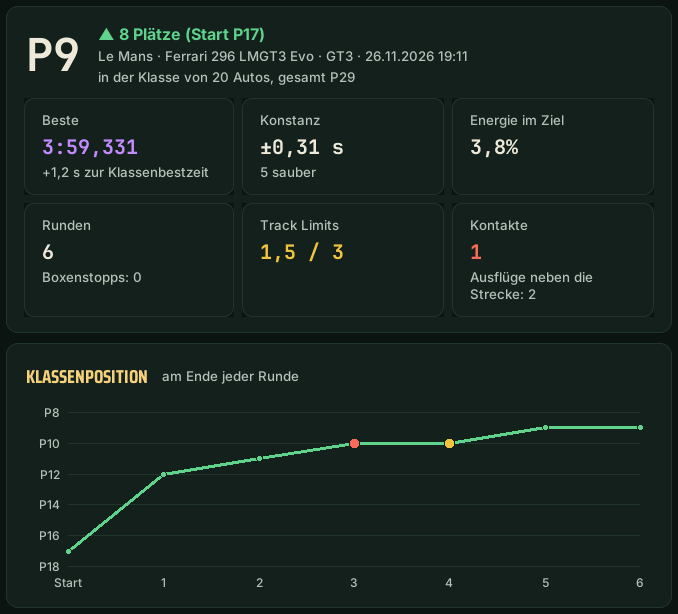 P9
▲ 8 Plätze (Start P17)
Le Mans · Ferrari 296 LMGT3 Evo · GT3 · 26.11.2026 19:11
in der Klasse von 20 Autos, gesamt P29
Beste
3:59,331
+1,2 s zur Klassenbestzeit
Konstanz
±0,31 s
5 sauber
Energie im Ziel
3,8%
Runden
6
Boxenstopps: 0
Track Limits
1,5 / 3
Kontakte
1
Ausflüge neben die
Strecke: 2
KLASSENPOSITION am Ende jeder Runde
P8
P10
P12
P14
P16
P18
Start 1 2 3 4 5 6